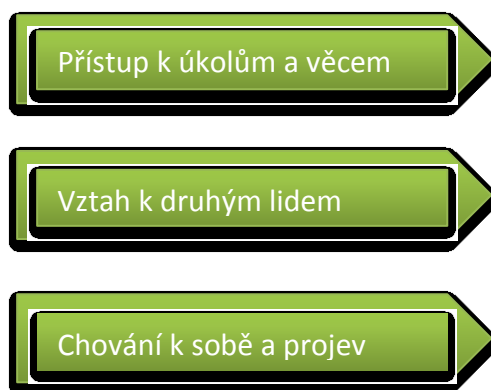 Přístup k úkolům a věcem
Vztah k druhým lidem
Chování k sobě a projev